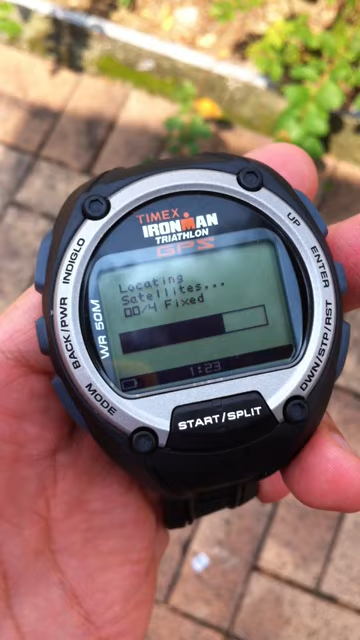 TIMEX
IRONMAN
TRIATHLON
GPS
INDIGLO
BACK/PWR
MODE
WR 50M
UP
ENTER
DWN/STP/RST
Locating
Satellites...
00/4 Fixed
1:23
START/SPLIT